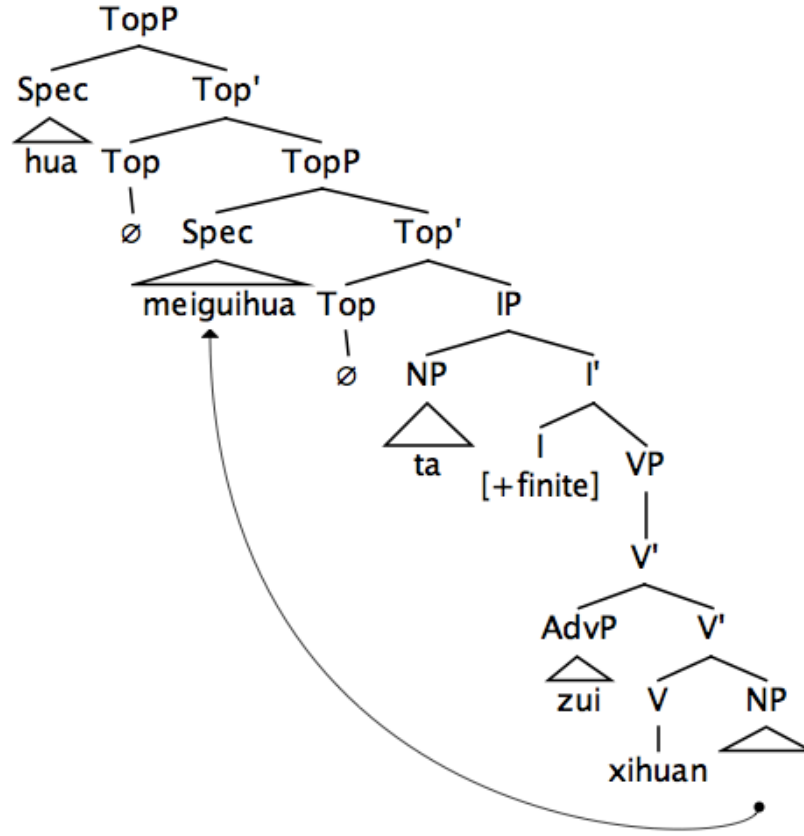 TopP
Spec Top'
hua Top TopP
∅ Spec Top'
meiguihua Top IP
∅ NP I'
ta I VP
[+finite]
V'
AdvP V'
zui V NP
xihuan